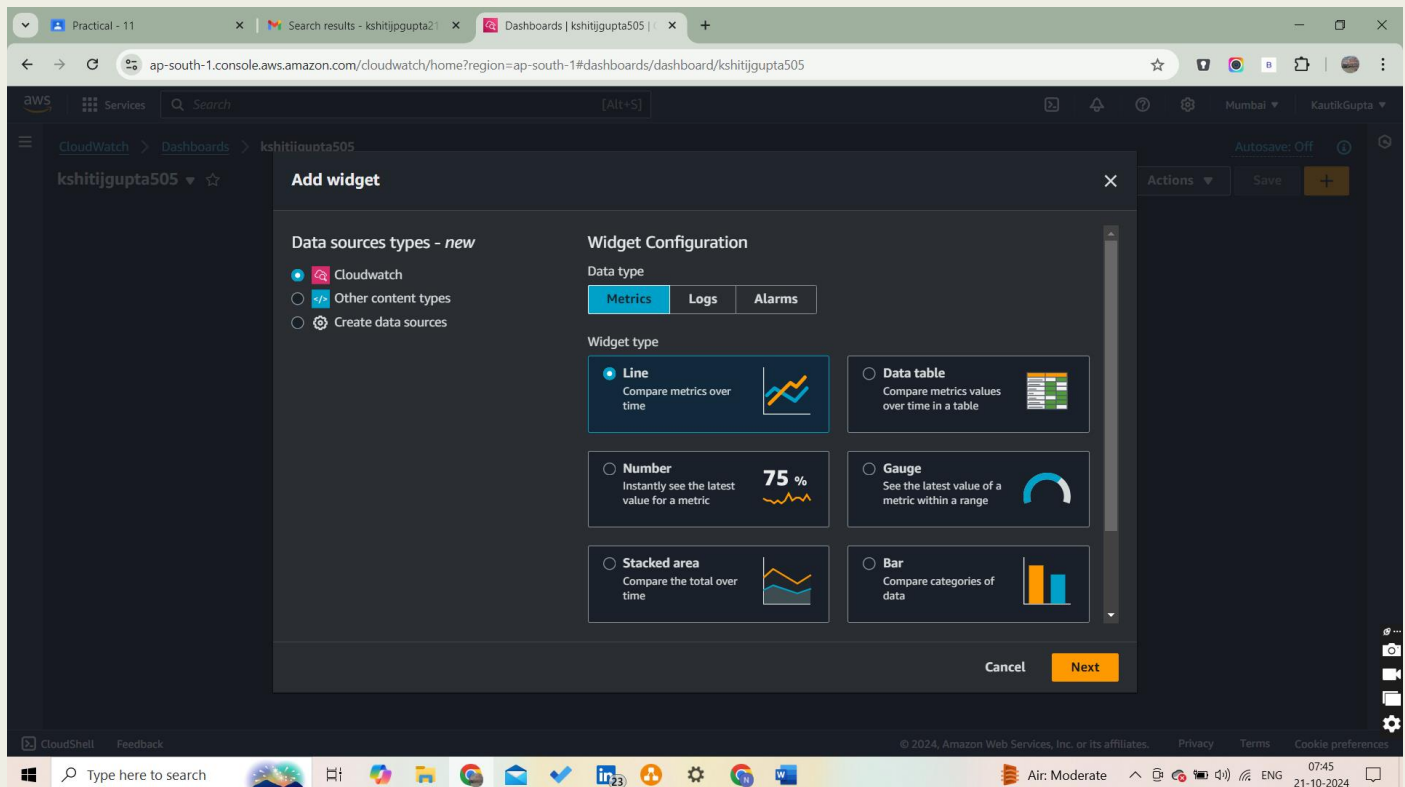 Practical - 11
Search results - kshitijpgupta21
Dashboards | kshitijgupta505 |
ap-south-1.console.aws.amazon.com/cloudwatch/home?region=ap-south-1#dashboards/dashboard/kshitijgupta505
aws
Services
Search
[Alt+S]
Mumbai
KautikGupta
CloudWatch > Dashboards > kshitijgupta505
Autosave: Off
kshitijgupta505
Actions
Save
Add widget
Data sources types - new
Cloudwatch
Other content types
Create data sources
Widget Configuration
Data type
Metrics Logs Alarms
Widget type
Line
Compare metrics over
time
Data table
Compare metrics values
over time in a table
Number
Instantly see the latest
value for a metric
75 %
Gauge
See the latest value of a
metric within a range
Stacked area
Compare the total over
time
Bar
Compare categories of
data
Cancel Next
CloudShell Feedback
© 2024, Amazon Web Services, Inc. or its affiliates. Privacy Terms Cookie preferences
Type here to search
23
Air: Moderate
ENG
07:45
21-10-2024